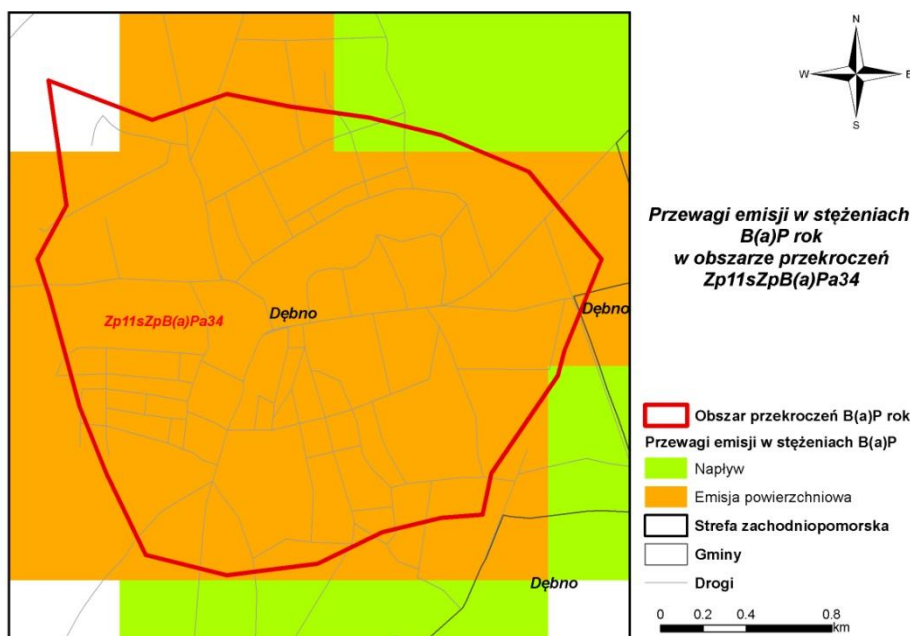 N
W
E
S
Przewagi emisji w stężeniach
B(a)P rok
w obszarze przekroczeń
Zp11sZpB(a)Pa34
Zp11sZpB(a)Pa34
Dębno
Dębno
Dębno
Obszar przekroczeń B(a)P rok
Przewagi emisji w stężeniach B(a)P
Napływ
Emisja powierzchniowa
Strefa zachodniopomorska
Gminy
Drogi
0 0.2 0.4 0.8
km